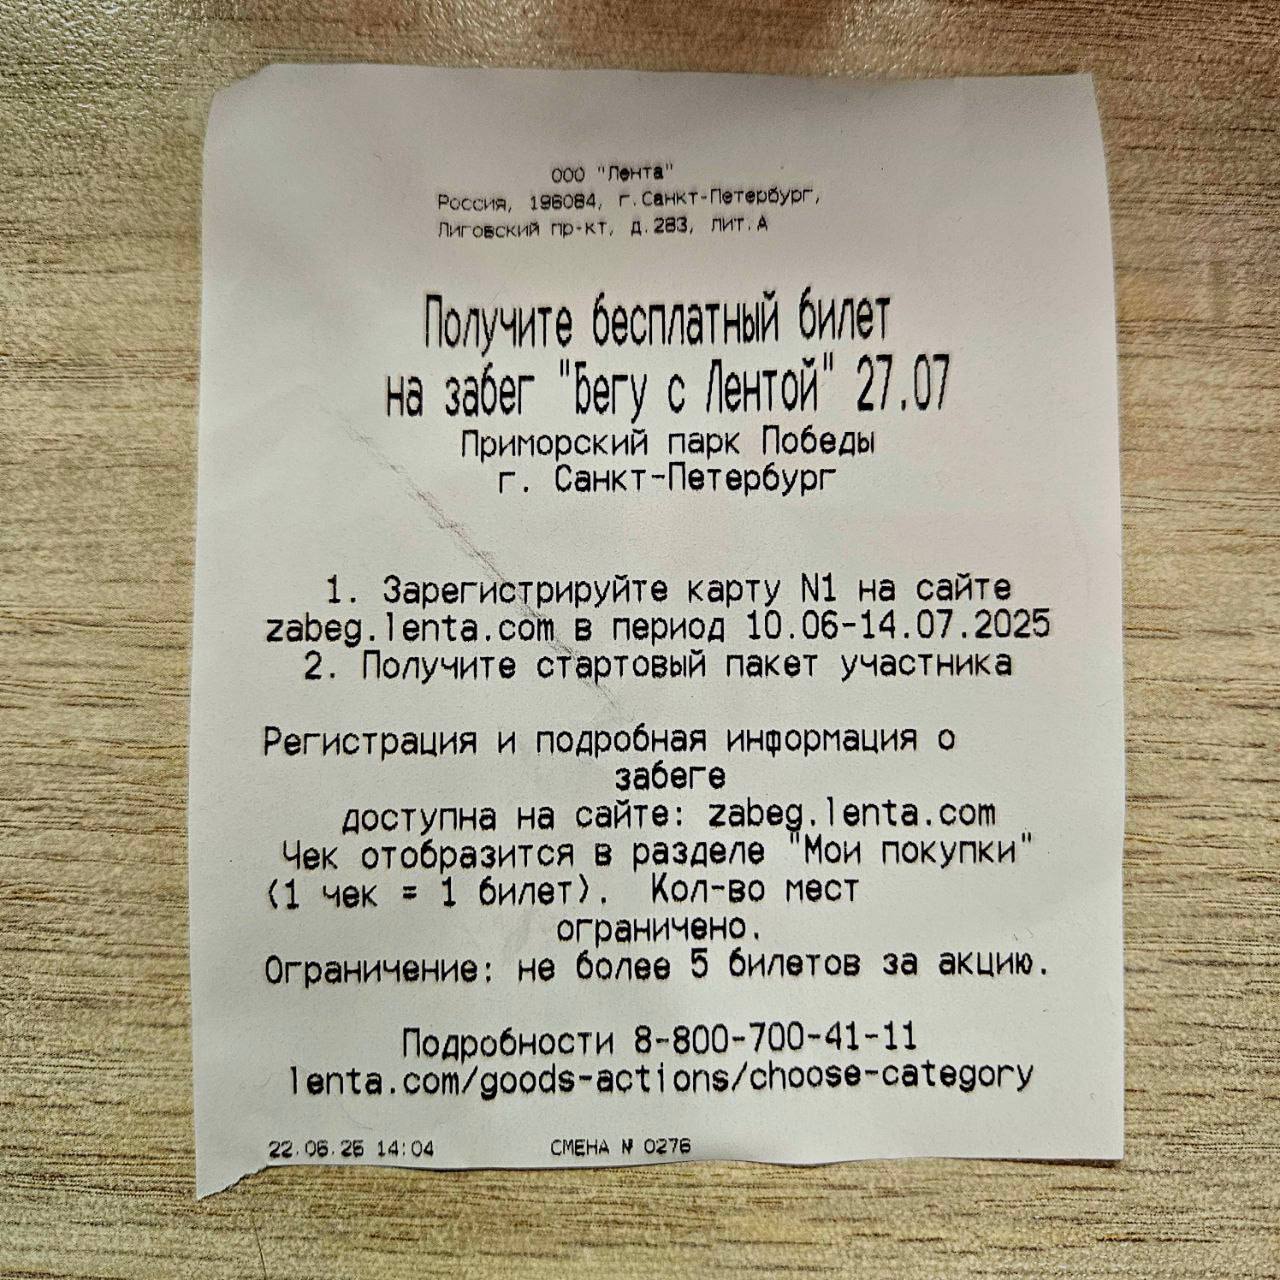 ООО "Лента"
Россия, 196084, г.Санкт-Петербург,
Лиговский пр-кт, д.283, лит.А
Получите бесплатный билет
на забег "Бегу с Лентой" 27.07
Приморский парк Победы
г. Санкт-Петербург
1. Зарегистрируйте карту N1 на сайте
zabeg.lenta.com в период 10.06-14.07.2025
2. Получите стартовый пакет участника
Регистрация и подробная информация о
забеге
доступна на сайте: zabeg.lenta.com
Чек отобразится в разделе "Мои покупки"
(1 чек = 1 билет). Кол-во мест
ограничено.
Ограничение: не более 5 билетов за акцию.
Подробности 8-800-700-41-11
lenta.com/goods-actions/choose-category
22.06.25 14:04 СМЕНА № 0276